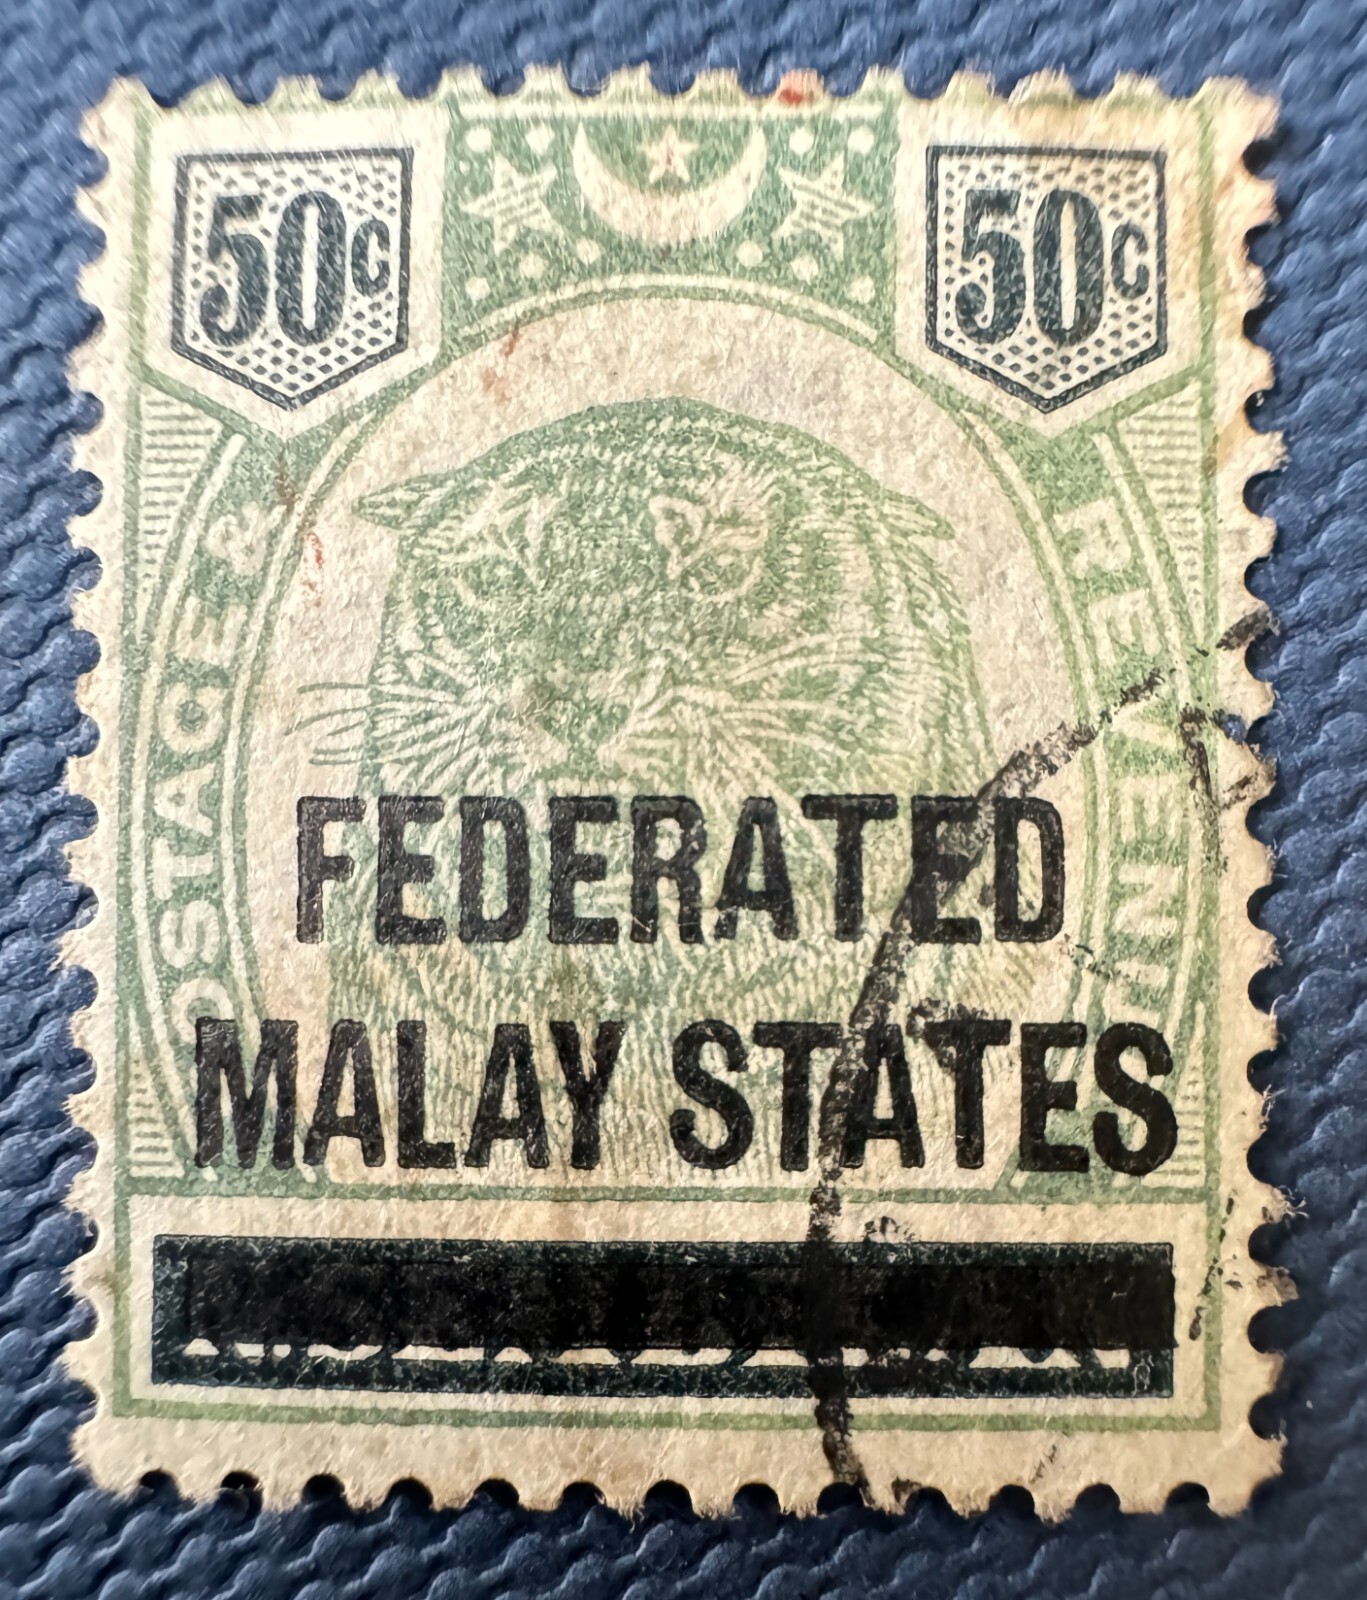 50c 50c
POSTAGE & REVENUE
FEDERATED
MALAY STATES